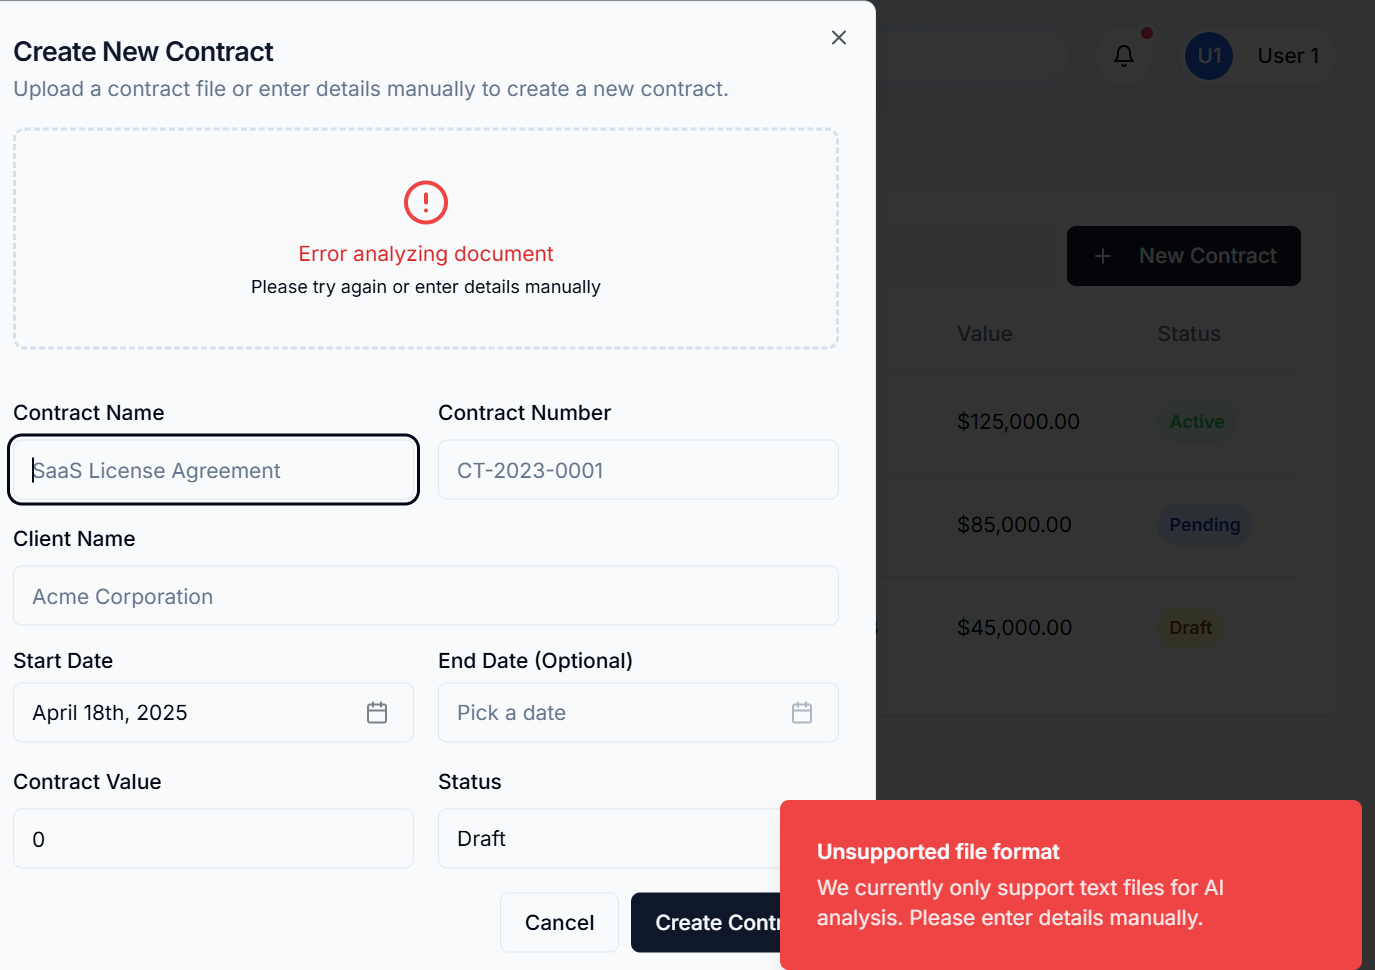 Create New Contract
Upload a contract file or enter details manually to create a new contract.
Error analyzing document
Please try again or enter details manually
Contract Name
Contract Number
SaaS License Agreement
CT-2023-0001
Client Name
Acme Corporation
Start Date
End Date (Optional)
April 18th, 2025
Pick a date
Contract Value
Status
0
Draft
Cancel
Create Contr
U1
User 1
New Contract
Value
Status
$125,000.00
Active
$85,000.00
Pending
$45,000.00
Draft
Unsupported file format
We currently only support text files for AI
analysis. Please enter details manually.